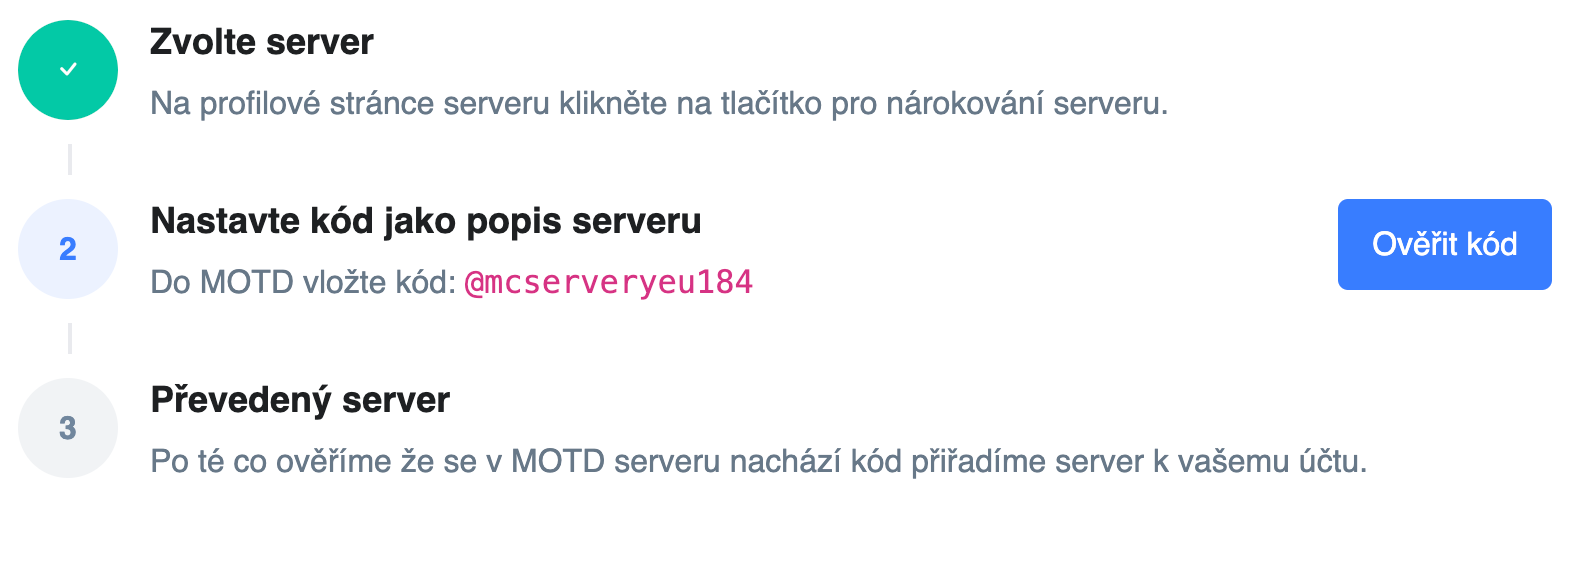 Zvolte server
Na profilové stránce serveru klikněte na tlačítko pro nárokování serveru.
2
Nastavte kód jako popis serveru
Do MOTD vložte kód: @mcserveryeu184
Ověřit kód
3
Převedený server
Po té co ověříme že se v MOTD serveru nachází kód přiřadíme server k vašemu účtu.